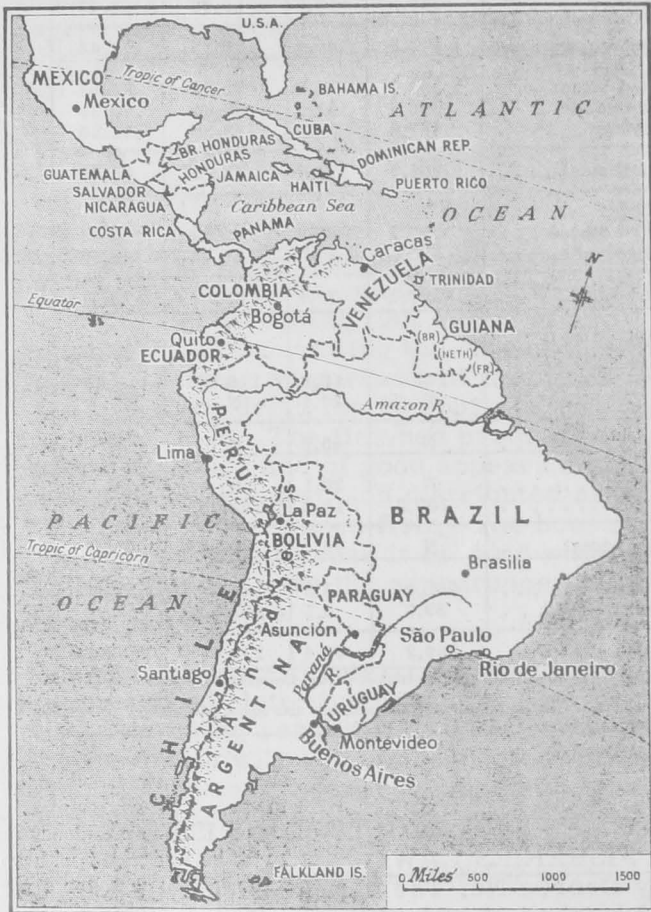 U.S.A.
MEXICO
Mexico
Tropic of Cancer
BAHAMA IS.
ATLANTIC
CUBA
BR. HONDURAS
HONDURAS
DOMINICAN REP.
GUATEMALA
JAMAICA
HAITI
PUERTO RICO
SALVADOR
NICARAGUA
Caribbean Sea
OCEAN
COSTA RICA
PANAMA
Caracas
N
TRINIDAD
COLOMBIA
VENEZUELA
Equator
Bogotá
GUIANA
(BR)
(NETH)
(FR)
Quito
ECUADOR
Amazon R.
PERU
Lima
PACIFIC
La Paz
BRAZIL
BOLIVIA
Tropic of Capricorn
Brasilia
OCEAN
PARAGUAY
Asunción
São Paulo
Rio de Janeiro
Andes
Paraná R.
Santiago
CHILE
ARGENTINA
URUGUAY
Montevideo
Buenos Aires
FALKLAND IS.
0 Miles 500 1000 1500